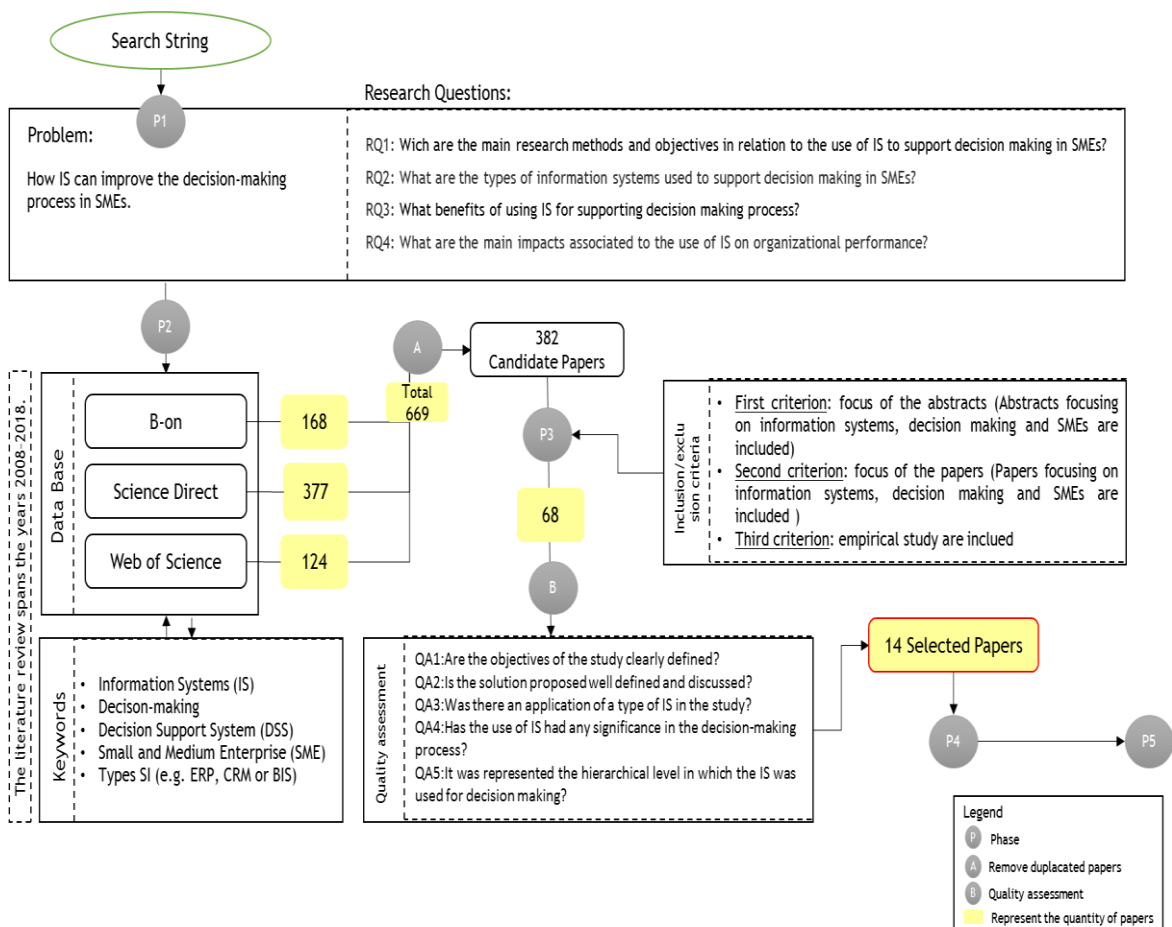 Search String
P1
Problem:
How IS can improve the decision-making
process in SMEs.
Research Questions:
RQ1: Wich are the main research methods and objectives in relation to the use of IS to support decision making in SMEs?
RQ2: What are the types of information systems used to support decision making in SMEs?
RQ3: What benefits of using IS for supporting decision making process?
RQ4: What are the main impacts associated to the use of IS on organizational performance?
P2
The literature review spans the years 2008-2018.
Data Base
B-on
168
Science Direct
377
Web of Science
124
Total
669
A
382
Candidate Papers
P3
68
B
Inclusion/exclu
sion criteria
• First criterion: focus of the abstracts (Abstracts focusing
on information systems, decision making and SMEs are
included)
• Second criterion: focus of the papers (Papers focusing on
information systems, decision making and SMEs are
included )
• Third criterion: empirical study are inclued
Keywords
• Information Systems (IS)
• Decison-making
• Decision Support System (DSS)
• Small and Medium Enterprise (SME)
• Types SI (e.g. ERP, CRM or BIS)
Quality assessment
QA1:Are the objectives of the study clearly defined?
QA2:Is the solution proposed well defined and discussed?
QA3:Was there an application of a type of IS in the study?
QA4:Has the use of IS had any significance in the decision-making
process?
QA5:It was represented the hierarchical level in which the IS was
used for decision making?
14 Selected Papers
P4
P5
Legend
P Phase
A Remove duplacated papers
B Quality assessment
Represent the quantity of papers